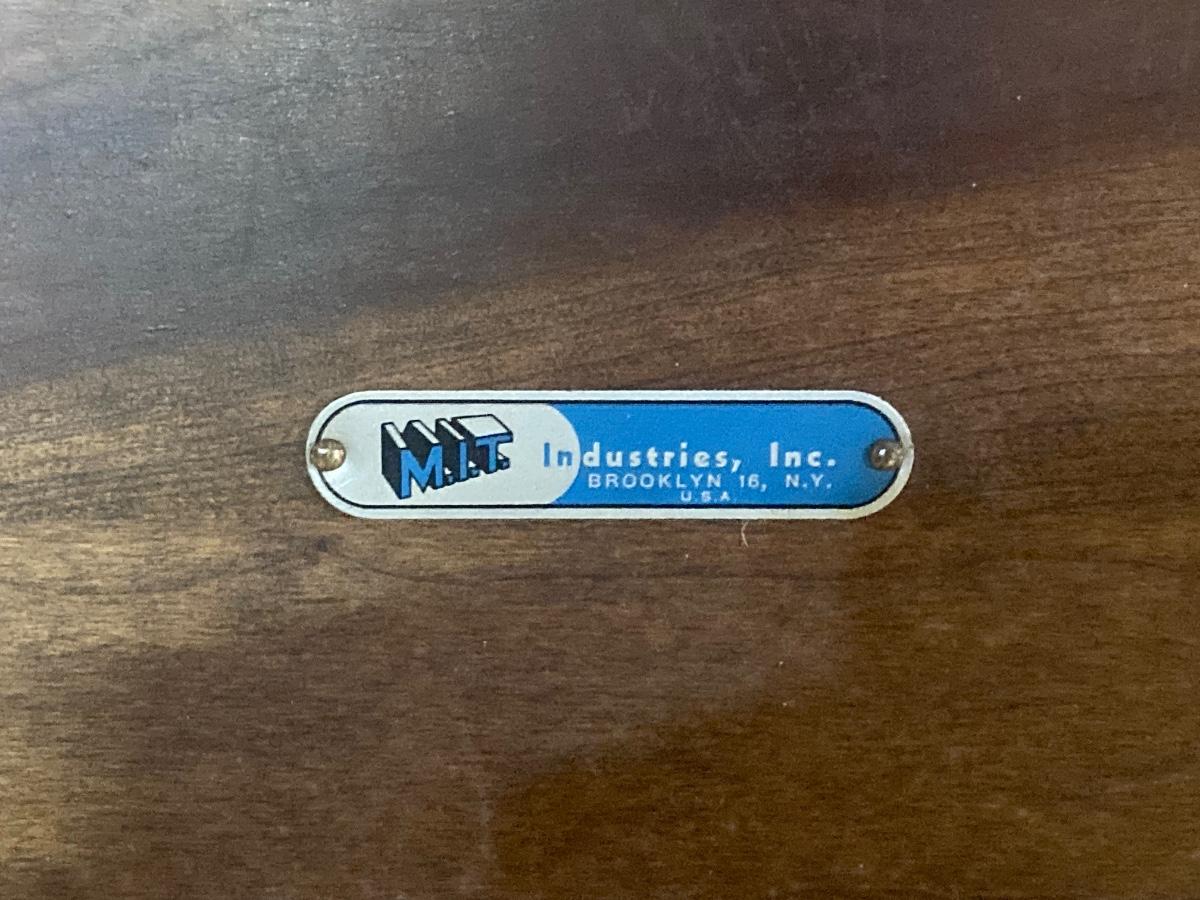 M.I.T. Industries, Inc.
BROOKLYN 16, N.Y.
U.S.A.